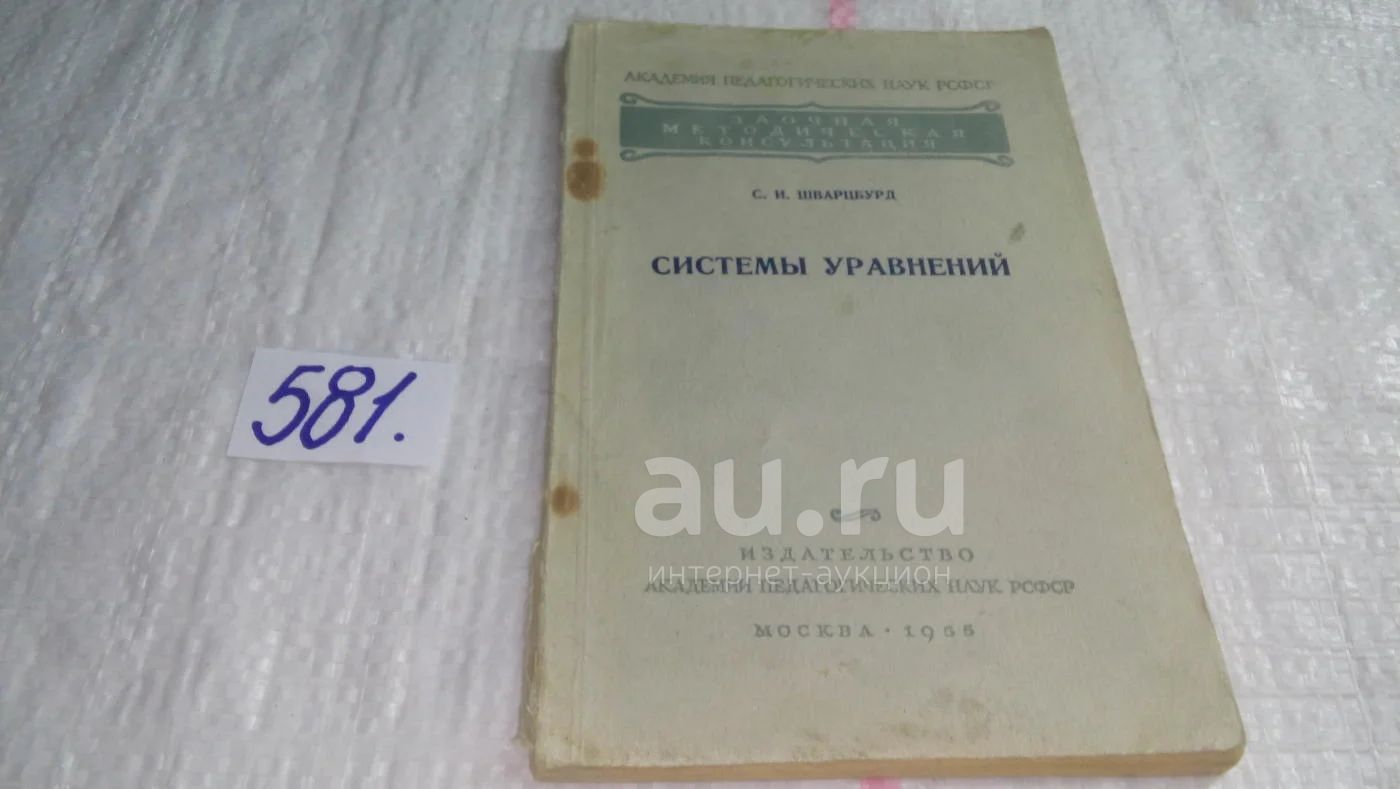 АКАДЕМИЯ ПЕДАГОГИЧЕСКИХ НАУК РСФСР
ЗАОЧНАЯ
МЕТОДИЧЕСКАЯ
КОНСУЛЬТАЦИЯ
С. И. ШВАРЦБУРД
СИСТЕМЫ УРАВНЕНИЙ
581.
au.ru
интернет-аукцион
ИЗДАТЕЛЬСТВО
АКАДЕМИИ ПЕДАГОГИЧЕСКИХ НАУК РСФСР
МОСКВА •